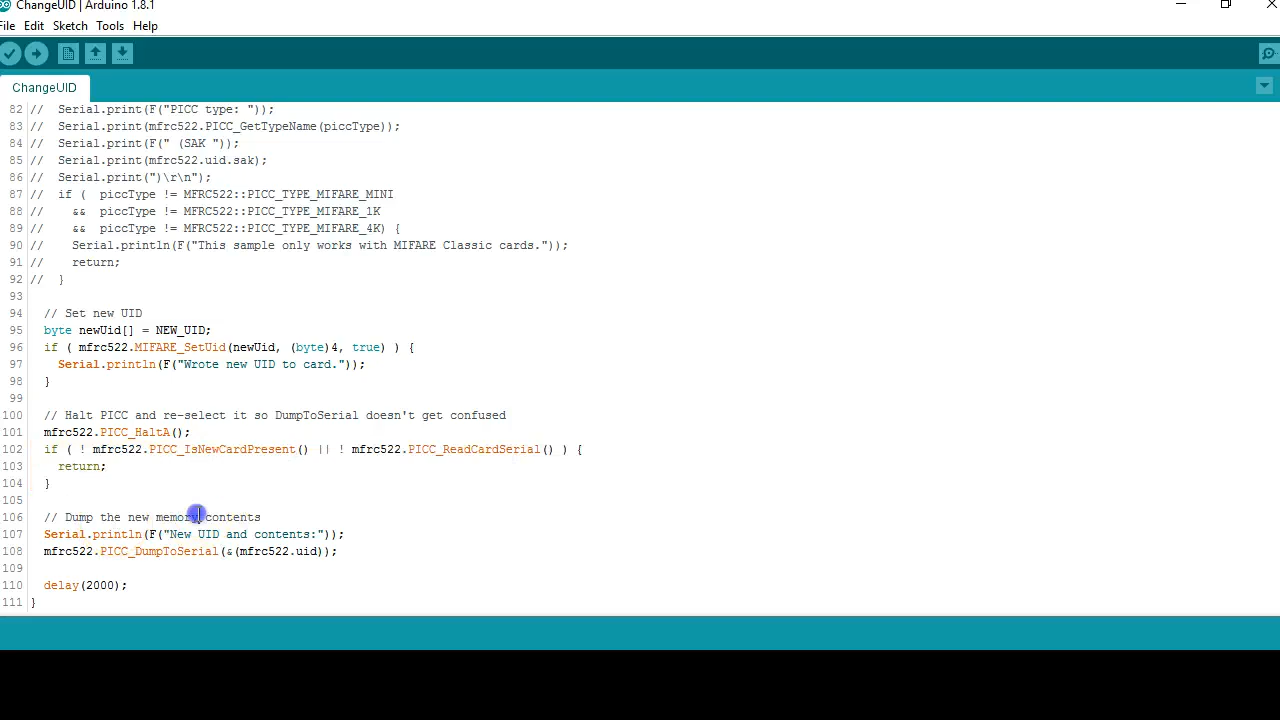 ChangeUID | Arduino 1.8.1
File Edit Sketch Tools Help
ChangeUID
82 //  Serial.print(F("PICC type: "));
83 //  Serial.print(mfrc522.PICC_GetTypeName(piccType));
84 //  Serial.print(F(" (SAK "));
85 //  Serial.print(mfrc522.uid.sak);
86 //  Serial.print(")\r\n");
87 //  if (  piccType != MFRC522::PICC_TYPE_MIFARE_MINI
88 //    &&  piccType != MFRC522::PICC_TYPE_MIFARE_1K
89 //    &&  piccType != MFRC522::PICC_TYPE_MIFARE_4K) {
90 //    Serial.println(F("This sample only works with MIFARE Classic cards."));
91 //    return;
92 //  }
93
94   // Set new UID
95   byte newUid[] = NEW_UID;
96   if ( mfrc522.MIFARE_SetUid(newUid, (byte)4, true) ) {
97     Serial.println(F("Wrote new UID to card."));
98   }
99
100   // Halt PICC and re-select it so DumpToSerial doesn't get confused
101   mfrc522.PICC_HaltA();
102   if ( ! mfrc522.PICC_IsNewCardPresent() || ! mfrc522.PICC_ReadCardSerial() ) {
103     return;
104   }
105
106   // Dump the new memory contents
107   Serial.println(F("New UID and contents:"));
108   mfrc522.PICC_DumpToSerial(&(mfrc522.uid));
109
110   delay(2000);
111 }